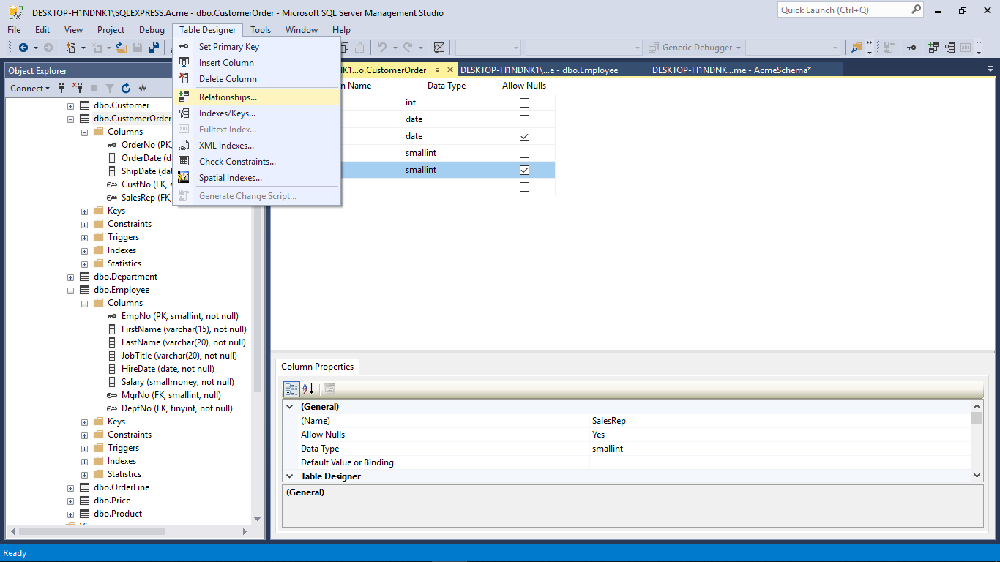 DESKTOP-H1NDNK1\SQLEXPRESS.Acme - dbo.CustomerOrder - Microsoft SQL Server Management Studio
Quick Launch (Ctrl+Q)
File Edit View Project Debug Table Designer Tools Window Help
Generic Debugger
Set Primary Key
Insert Column
Delete Column
Relationships...
Indexes/Keys...
Fulltext Index...
XML Indexes...
Check Constraints...
Spatial Indexes...
Generate Change Script...
Object Explorer
Connect
dbo.Customer
dbo.CustomerOrder
Columns
OrderNo (PK,
OrderDate (d
ShipDate (dat
CustNo (FK, s
SalesRep (FK,
Keys
Constraints
Triggers
Indexes
Statistics
dbo.Department
dbo.Employee
Columns
EmpNo (PK, smallint, not null)
FirstName (varchar(15), not null)
LastName (varchar(20), not null)
JobTitle (varchar(20), not null)
HireDate (date, not null)
Salary (smallmoney, not null)
MgrNo (FK, smallint, null)
DeptNo (FK, tinyint, not null)
Keys
Constraints
Triggers
Indexes
Statistics
dbo.OrderLine
dbo.Price
dbo.Product
NK1...o.CustomerOrder DESKTOP-H1NDNK1\...e - dbo.Employee DESKTOP-H1NDNK...me - AcmeSchema*
n Name Data Type Allow Nulls
int
date
date
smallint
smallint
Column Properties
(General)
(Name) SalesRep
Allow Nulls Yes
Data Type smallint
Default Value or Binding
Table Designer
(General)
Ready